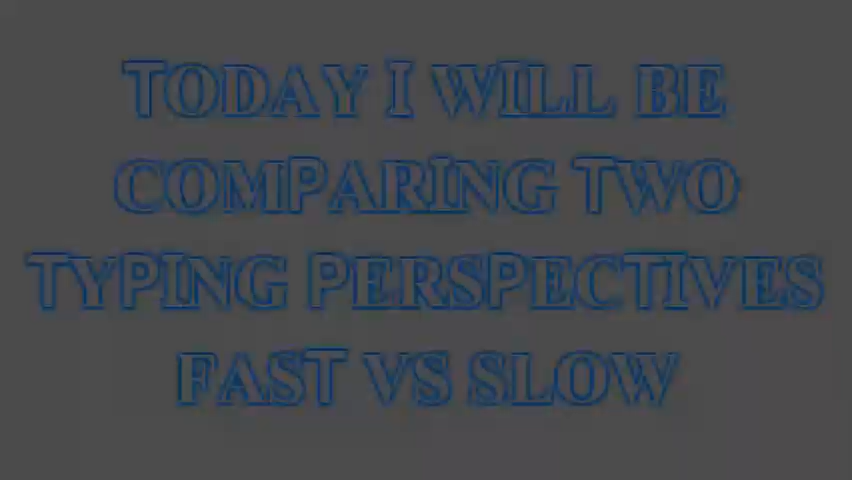 TODAY I WILL BE
COMPARING TWO
TYPING PERSPECTIVES
FAST VS SLOW